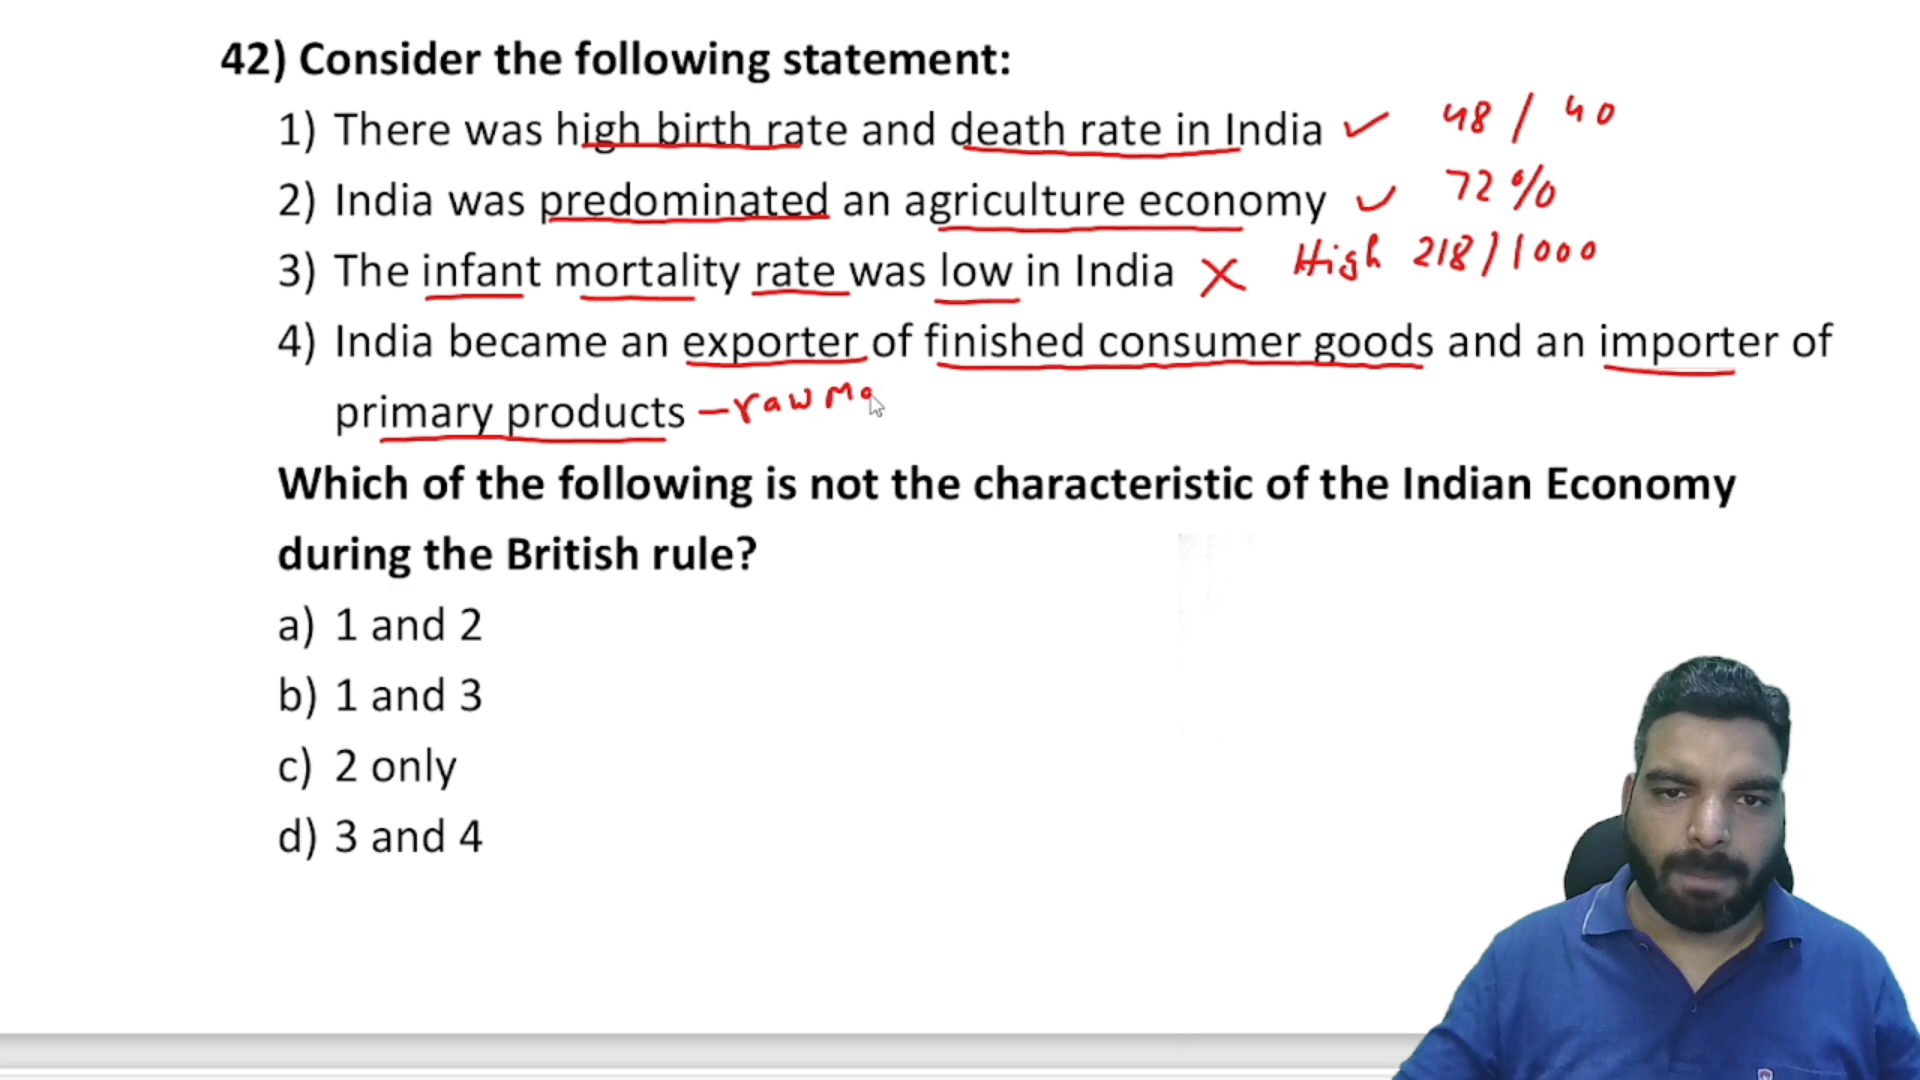 42) Consider the following statement:
1) There was high birth rate and death rate in India ✓ 48 / 40
2) India was predominated an agriculture economy ✓ 72%
3) The infant mortality rate was low in India X High 218/1000
4) India became an exporter of finished consumer goods and an importer of
primary products - raw Ma
Which of the following is not the characteristic of the Indian Economy
during the British rule?
a) 1 and 2
b) 1 and 3
c) 2 only
d) 3 and 4